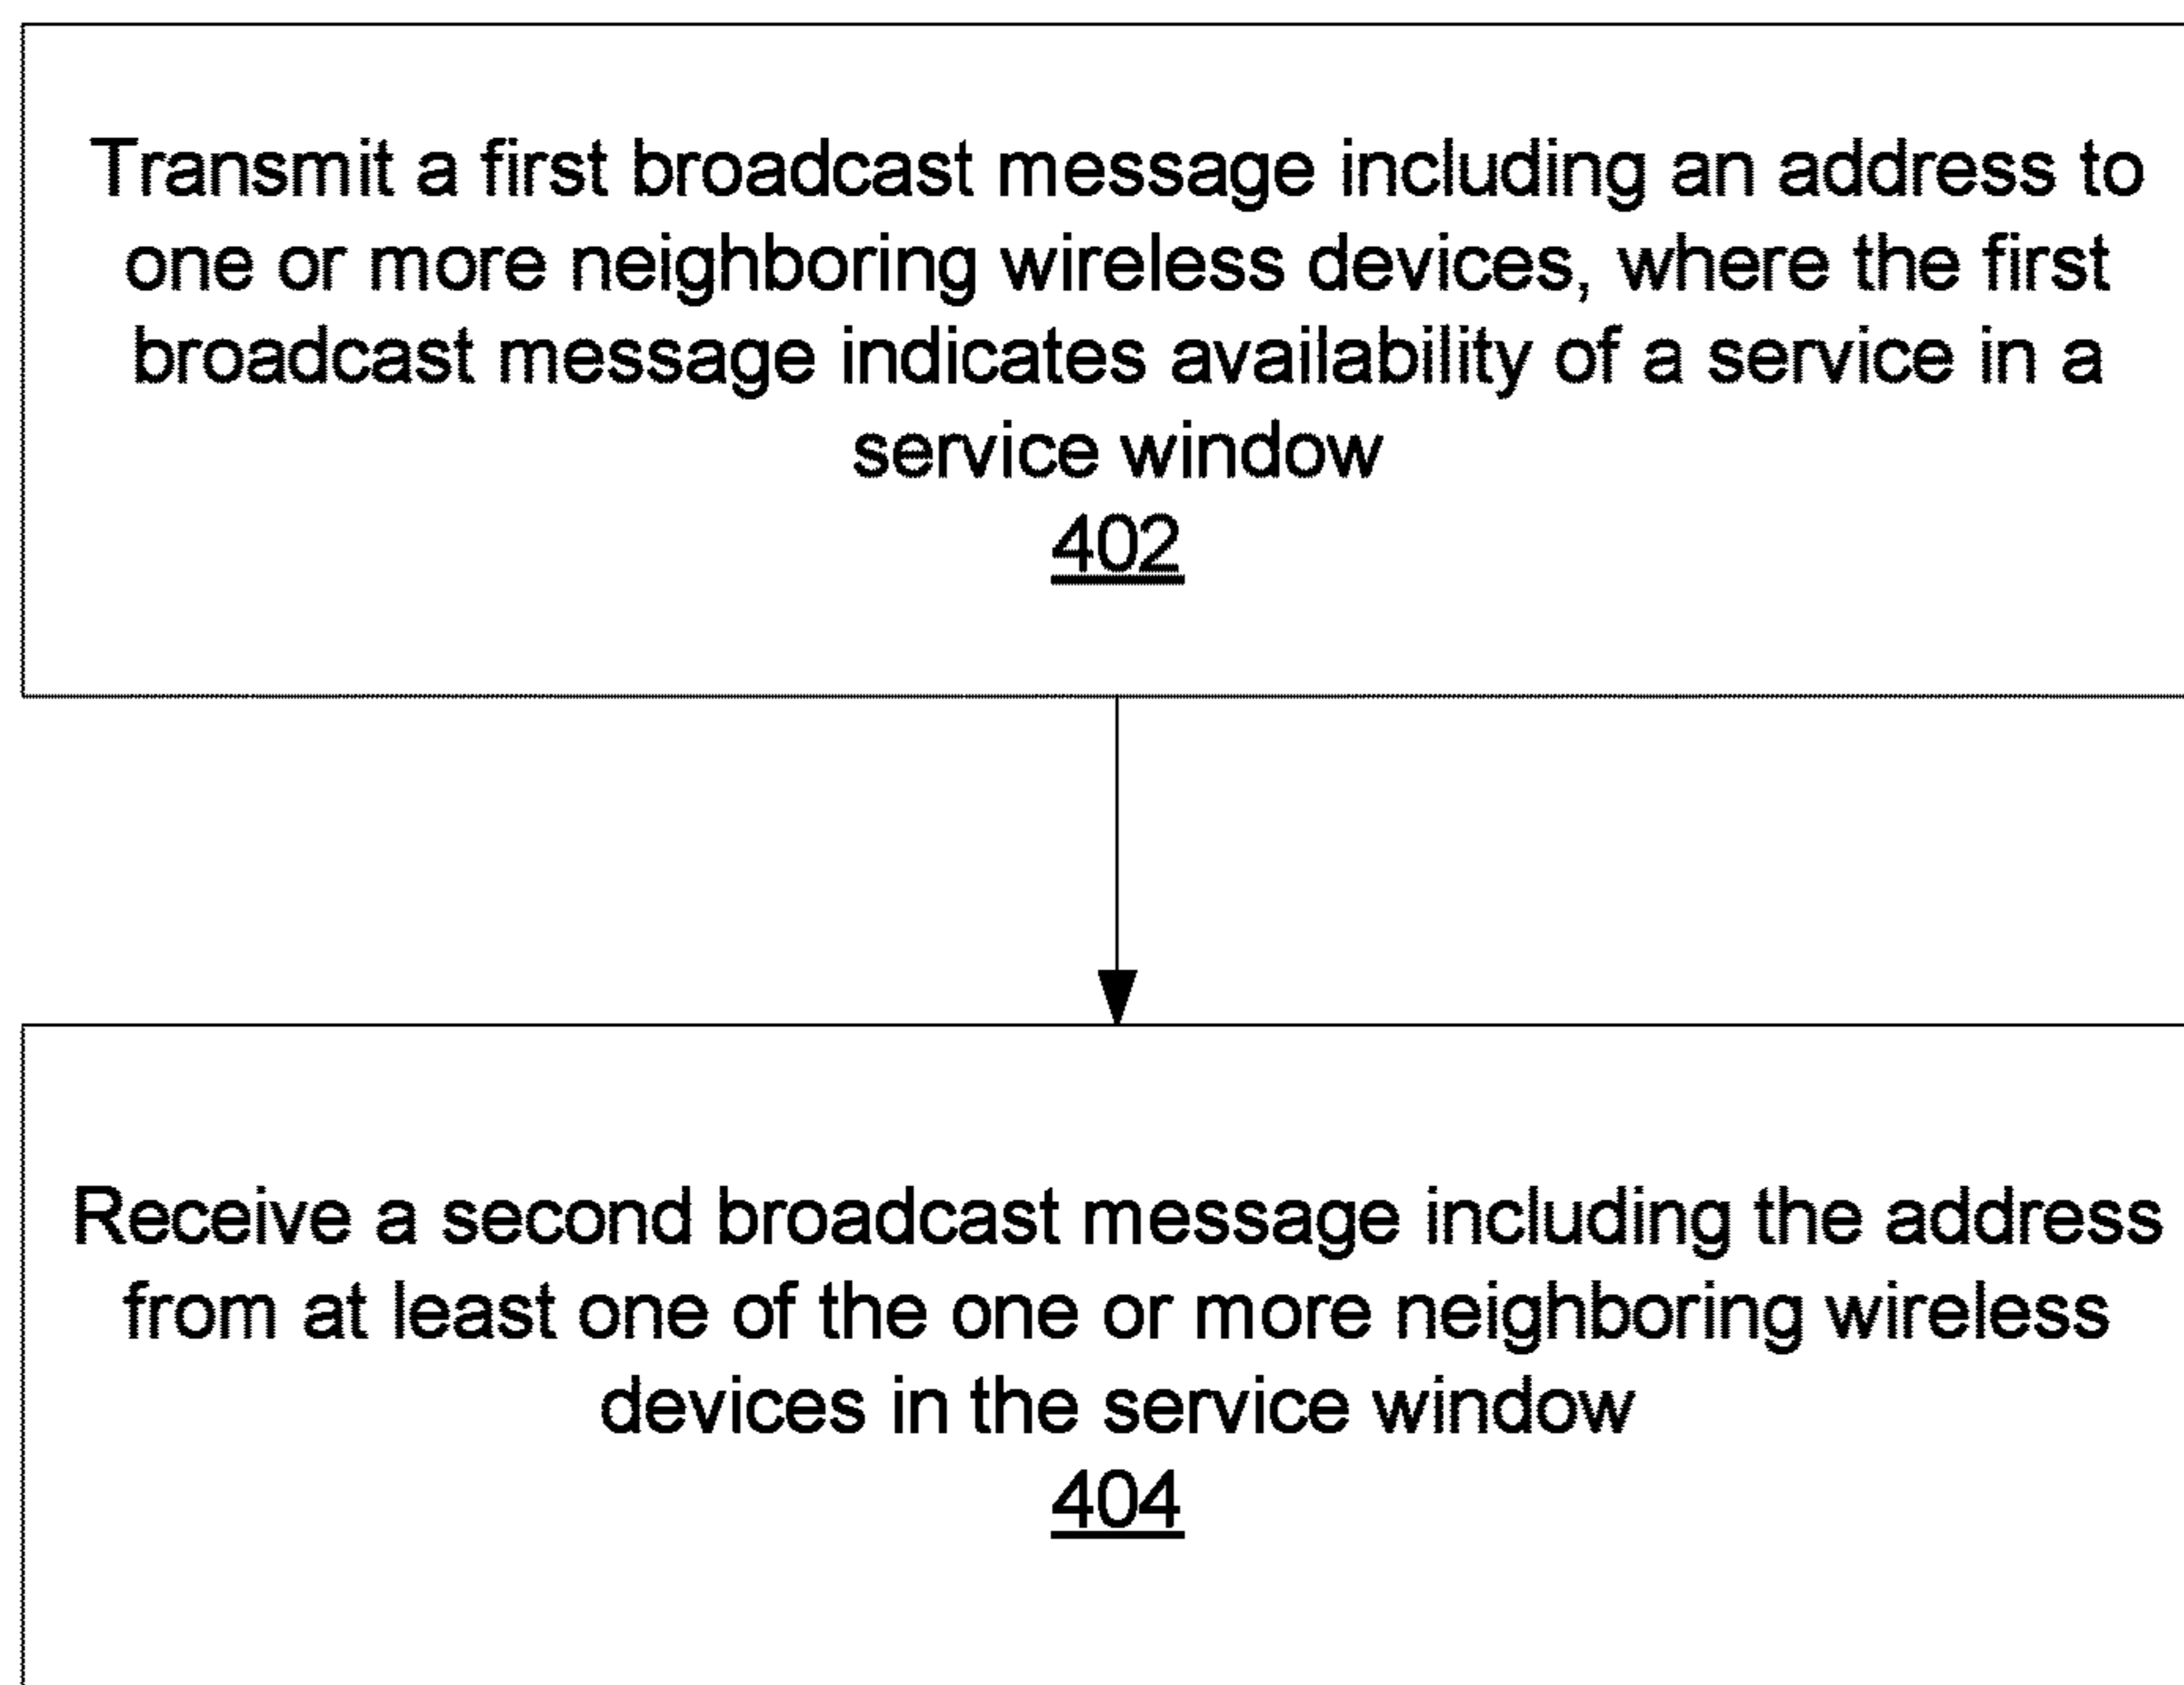 Transmit a first broadcast message including an address to
one or more neighboring wireless devices, where the first
broadcast message indicates availability of a service in a
service window
402
Receive a second broadcast message including the address
from at least one of the one or more neighboring wireless
devices in the service window
404